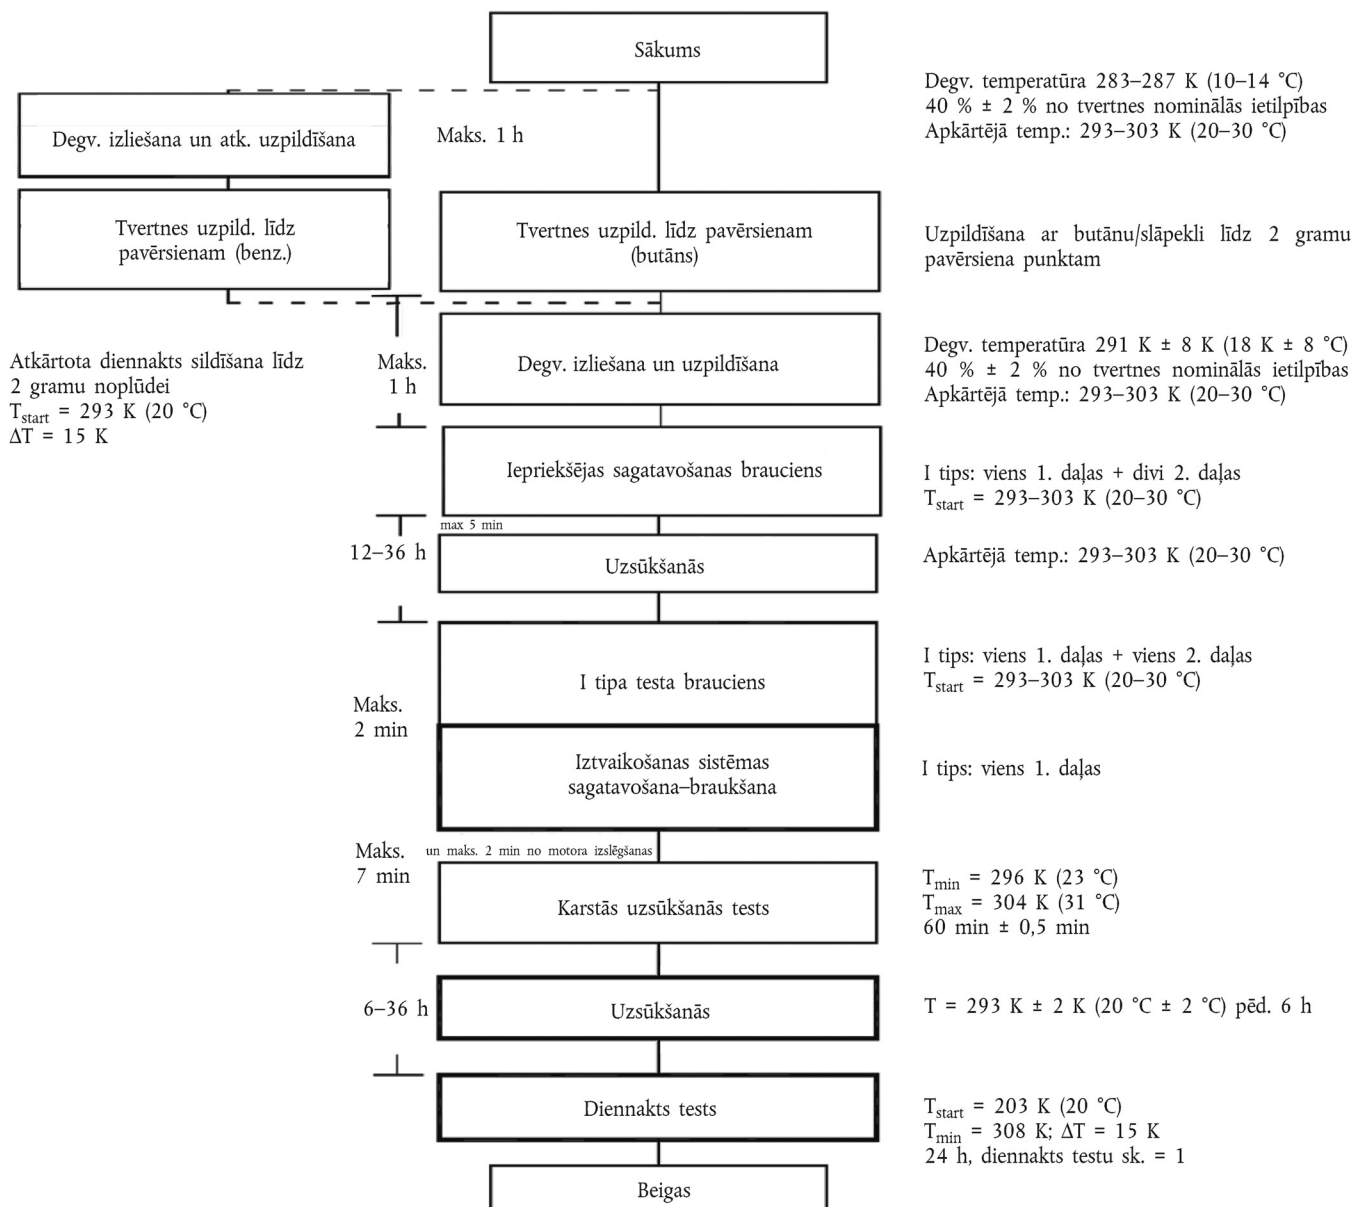 Sākums
Degv. temperatūra 283–287 K (10–14 °C)
40 % ± 2 % no tvertnes nominālās ietilpības
Apkārtējā temp.: 293–303 K (20–30 °C)
Degv. izliešana un atk. uzpildīšana
Maks. 1 h
Tvertnes uzpild. līdz
pavērsienam (benz.)
Tvertnes uzpild. līdz pavērsienam
(butāns)
Uzpildīšana ar butānu/slāpekli līdz 2 gramu
pavērsiena punktam
Atkārtota diennakts sildīšana līdz
2 gramu noplūdei
Tstart = 293 K (20 °C)
ΔT = 15 K
Maks.
1 h
Degv. izliešana un uzpildīšana
Degv. temperatūra 291 K ± 8 K (18 K ± 8 °C)
40 % ± 2 % no tvertnes nominālās ietilpības
Apkārtējā temp.: 293–303 K (20–30 °C)
Iepriekšējas sagatavošanas brauciens
I tips: viens 1. daļas + divi 2. daļas
Tstart = 293–303 K (20–30 °C)
max 5 min
12–36 h
Uzsūkšanās
Apkārtējā temp.: 293–303 K (20–30 °C)
I tipa testa brauciens
I tips: viens 1. daļas + viens 2. daļas
Tstart = 293–303 K (20–30 °C)
Maks.
2 min
Iztvaikošanas sistēmas
sagatavošana–braukšana
I tips: viens 1. daļas
Maks.
7 min
un maks. 2 min no motora izslēgšanas
Karstās uzsūkšanās tests
Tmin = 296 K (23 °C)
Tmax = 304 K (31 °C)
60 min ± 0,5 min
6–36 h
Uzsūkšanās
T = 293 K ± 2 K (20 °C ± 2 °C) pēd. 6 h
Diennakts tests
Tstart = 203 K (20 °C)
Tmin = 308 K; ΔT = 15 K
24 h, diennakts testu sk. = 1
Beigas